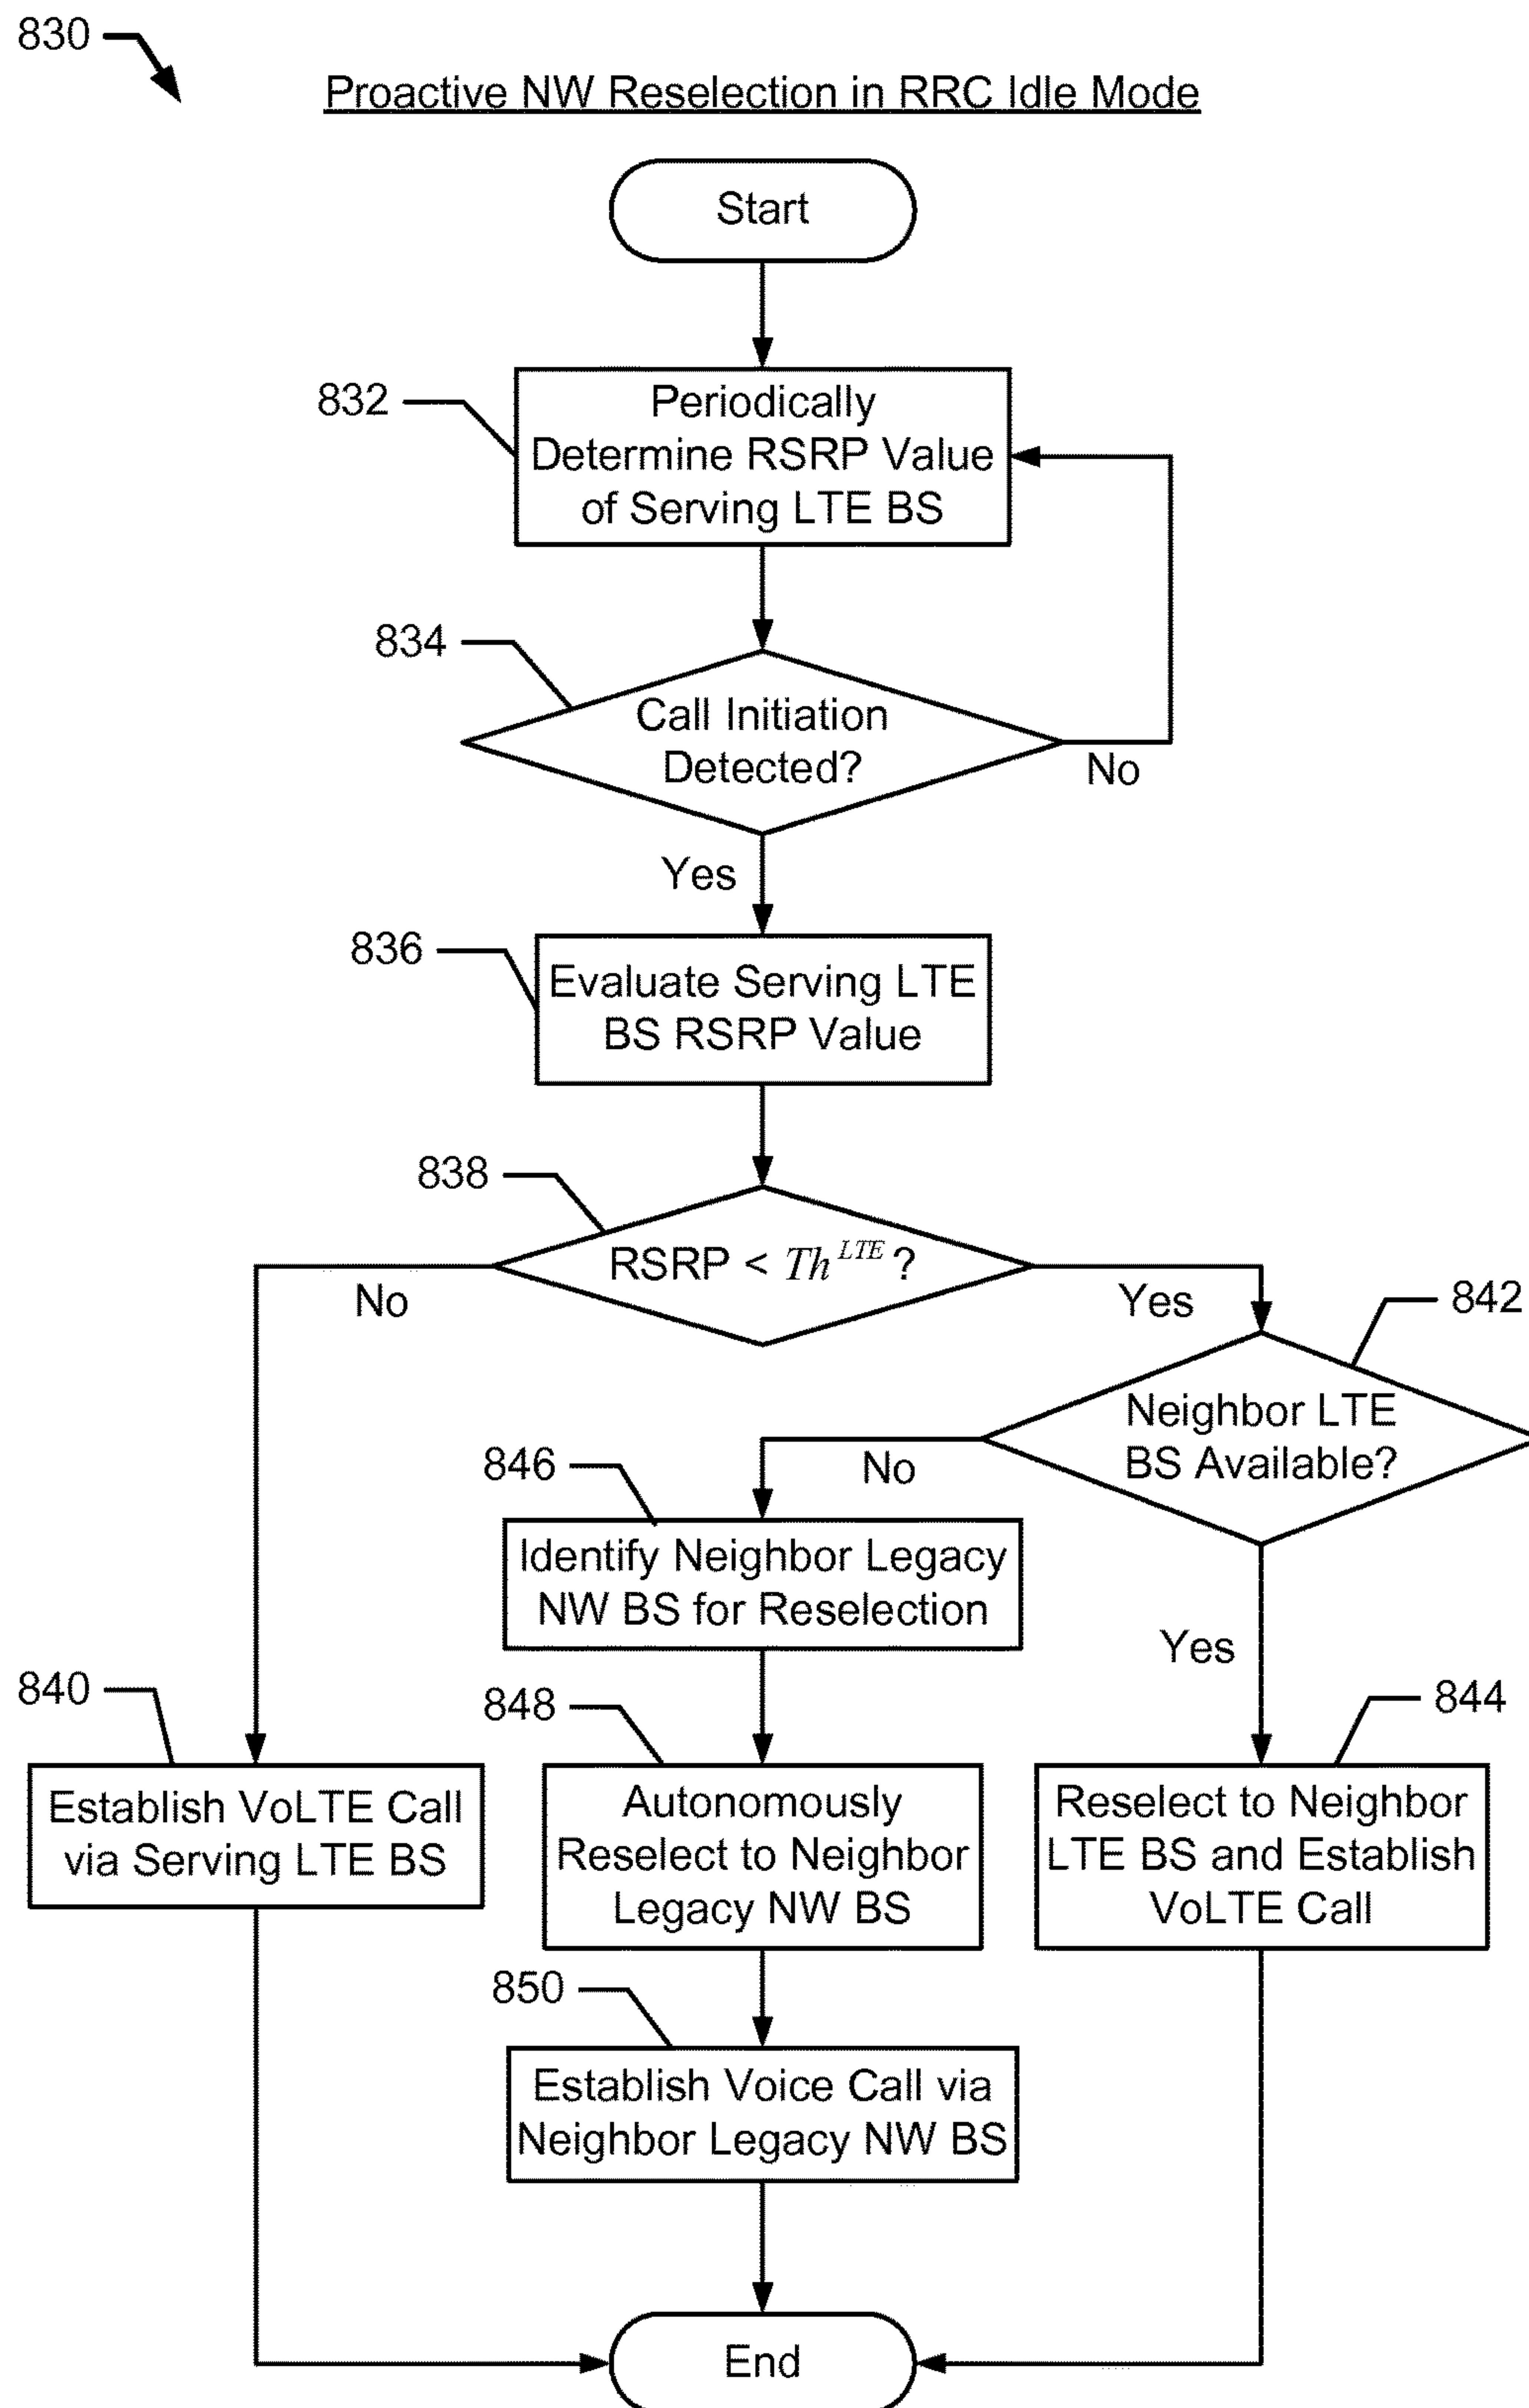 830
Proactive NW Reselection in RRC Idle Mode
Start
832
Periodically
Determine RSRP Value
of Serving LTE BS
834
Call Initiation
Detected?
No
Yes
836
Evaluate Serving LTE
BS RSRP Value
838
RSRP < Th^LTE ?
No
Yes
842
Neighbor LTE
BS Available?
846
No
Identify Neighbor Legacy
NW BS for Reselection
Yes
840
848
844
Establish VoLTE Call
via Serving LTE BS
Autonomously
Reselect to Neighbor
Legacy NW BS
Reselect to Neighbor
LTE BS and Establish
VoLTE Call
850
Establish Voice Call via
Neighbor Legacy NW BS
End